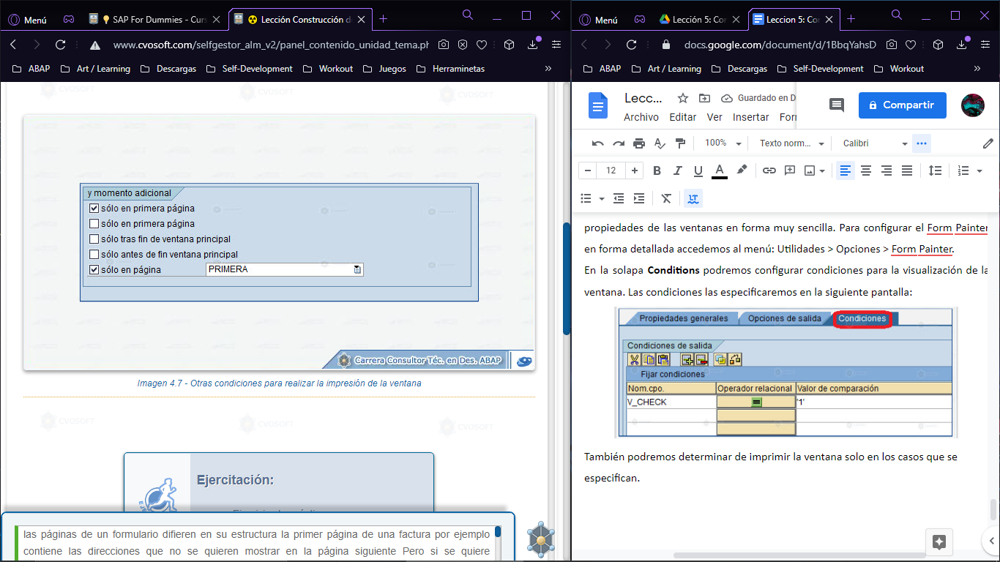 Menú
SAP For Dummies - Curs
Lección Construcción de
www.cvosoft.com/selfgestor_alm_v2/panel_contenido_unidad_tema.ph
ABAP
Art / Learning
Descargas
Self-Development
Workout
Juegos
Herraminetas
»
CVOSOFT
CVOSOFT
CVOSOFT
y momento adicional
sólo en primera página
sólo en primera página
sólo tras fin de ventana principal
sólo antes de fin ventana principal
sólo en página PRIMERA
Carrera Consultor Téc. en Des. ABAP
Imagen 4.7 - Otras condiciones para realizar la impresión de la ventana
CVOSOFT
CVOSOFT
CVOSOFT
Ejercitación:
las páginas de un formulario difieren en su estructura la primer página de una factura por ejemplo
contiene las direcciones que no se quieren mostrar en la página siguiente Pero si se quiere
Menú
Lección 5: Co
Leccion 5: Co
docs.google.com/document/d/1BbqYahsD
ABAP
Art / Learning
Descargas
Self-Development
Workout
»
Lecc...
Guardado en D
Archivo Editar Ver Insertar Forr
Compartir
100% Texto norm... Calibri
12 B I U A
propiedades de las ventanas en forma muy sencilla. Para configurar el Form Painter
en forma detallada accedemos al menú: Utilidades > Opciones > Form Painter.
En la solapa Conditions podremos configurar condiciones para la visualización de la
ventana. Las condiciones las especificaremos en la siguiente pantalla:
Propiedades generales Opciones de salida Condiciones
Condiciones de salida
Fijar condiciones
Nom.cpo. Operador relacional Valor de comparación
V_CHECK = '1'
También podremos determinar de imprimir la ventana solo en los casos que se
especifican.